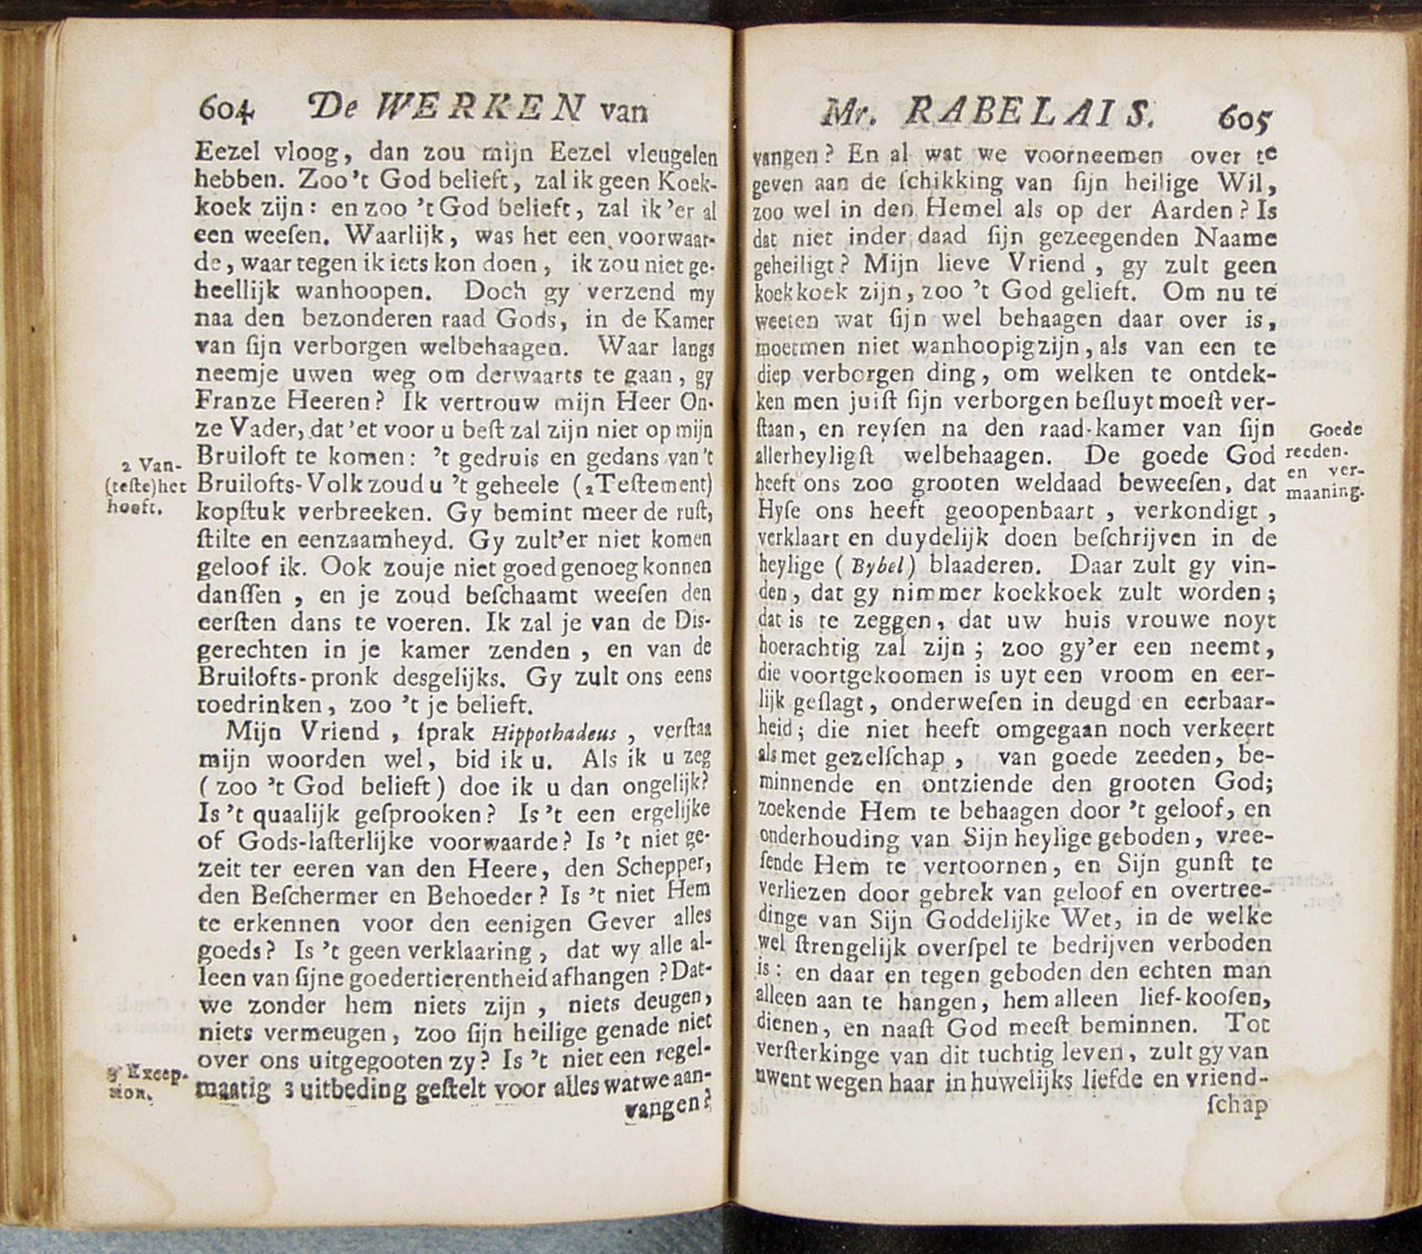 604 De WERKEN van
Eezel vloog, dan zou mijn Eezel vleugelen
hebben. Zoo't God belieft, zal ik geen Koek-
koek zijn: en zoo 't God belieft, zal ik 'er al
een weeſen. Waarlijk, was het een voorwaar-
de, waar tegen ik iets kon doen, ik zou niet ge-
heellijk wanhoopen. Doch gy verzend my
naa den bezonderen raad Gods, in de Kamer
van ſijn verborgen welbehaagen. Waar langs
neemje uwen weg om derwaarts te gaan, gy
Franze Heeren? Ik vertrouw mijn Heer On-
ze Vader, dat 'et voor u beſt zal zijn niet op mijn
Bruiloft te komen: 't gedruis en gedans van 't
Bruilofts-Volk zoud u 't geheele (2Teſtement)
kopſtuk verbreeken. Gy bemint meer de ruſt,
ſtilte en eenzaamheyd. Gy zult'er niet komen
geloof ik. Ook zouje niet goed genoeg konnen
danſſen, en je zoud beſchaamt weeſen den
eerſten dans te voeren. Ik zal je van de Dis-
gerechten in je kamer zenden, en van de
Bruilofts-pronk desgelijks. Gy zult ons eens
toedrinken, zoo 't je belieft.
Mijn Vriend, ſprak Hippothadeus, verſtaa
mijn woorden wel, bid ik u. Als ik u zeg
(zoo 't God belieft) doe ik u dan ongelijk?
Is 't quaalijk geſprooken? Is 't een ergelijke
of Gods-laſterlijke voorwaarde? Is 't niet ge-
zeit ter eeren van den Heere, den Schepper,
den Beſchermer en Behoeder? Is 't niet Hem
te erkennen voor den eenigen Gever alles
goeds? Is 't geen verklaaring, dat wy alle al-
leen van ſijne goedertierentheid afhangen? Dat-
we zonder hem niets zijn, niets deugen,
niets vermeugen, zoo ſijn heilige genade niet
over ons uitgegooten zy? Is 't niet een regel-
maatig 3 uitbeding geſtelt voor alles wat we aan-
vangen?
2 Van-
(teſte)het
hooft.
3 Excep-
tion.
Mr. RABELAIS. 605
vangen? En al wat we voorneemen over te
geven aan de ſchikking van ſijn heilige Wil,
zoo wel in den Hemel als op der Aarden? Is
dat niet inder daad ſijn gezeegenden Naame
geheiligt? Mijn lieve Vriend, gy zult geen
koekkoek zijn, zoo 't God gelieft. Om nu te
weeten wat ſijn wel behaagen daar over is,
moetmen niet wanhoopig zijn, als van een te
diep verborgen ding, om welken te ontdek-
ken men juiſt ſijn verborgen beſluyt moeſt ver-
ſtaan, en reyſen na den raad-kamer van ſijn
allerheyligſt welbehaagen. De goede God
heeft ons zoo grooten weldaad beweeſen, dat
Hyſe ons heeft geoopenbaart, verkondigt,
verklaart en duydelijk doen beſchrijven in de
heylige (Bybel) blaaderen. Daar zult gy vin-
den, dat gy nimmer koekkoek zult worden;
dat is te zeggen, dat uw huis vrouwe noyt
hoerachtig zal zijn; zoo gy'er een neemt,
die voortgekoomen is uyt een vroom en eer-
lijk geſlagt, onderweſen in deugd en eerbaar-
heid; die niet heeft omgegaan noch verkeert
als met gezelſchap, van goede zeeden, be-
minnende en ontziende den grooten God;
zoekende Hem te behaagen door 't geloof, en
onderhouding van Sijn heylige geboden, vree-
ſende Hem te vertoornen, en Sijn gunſt te
verliezen door gebrek van geloof en overtree-
dinge van Sijn Goddelijke Wet, in de welke
wel ſtrengelijk overſpel te bedrijven verboden
is: en daar en tegen geboden den echten man
alleen aan te hangen, hem alleen lief-kooſen,
dienen, en naaſt God meeſt beminnen. Tot
verſterkinge van dit tuchtig leven, zult gy van
uwent wegen haar in huwelijks liefde en vriend-
ſchap
Goede
reeden-
en ver-
maaning.